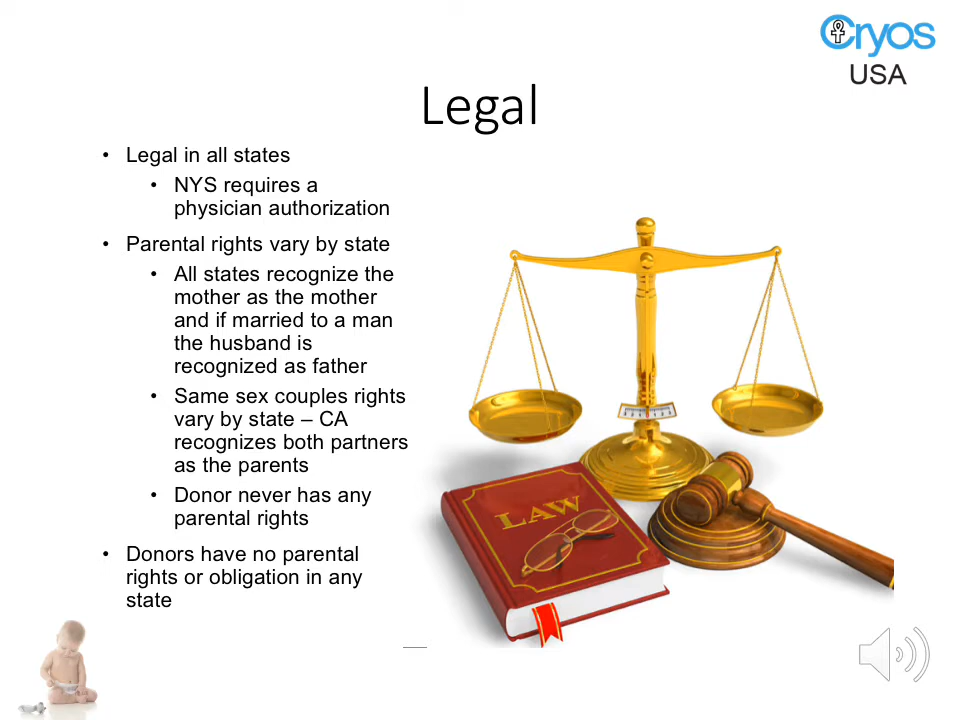 Cryos
USA
Legal
• Legal in all states
• NYS requires a
physician authorization
• Parental rights vary by state
• All states recognize the
mother as the mother
and if married to a man
the husband is
recognized as father
• Same sex couples rights
vary by state – CA
recognizes both partners
as the parents
• Donor never has any
parental rights
• Donors have no parental
rights or obligation in any
state
LAW